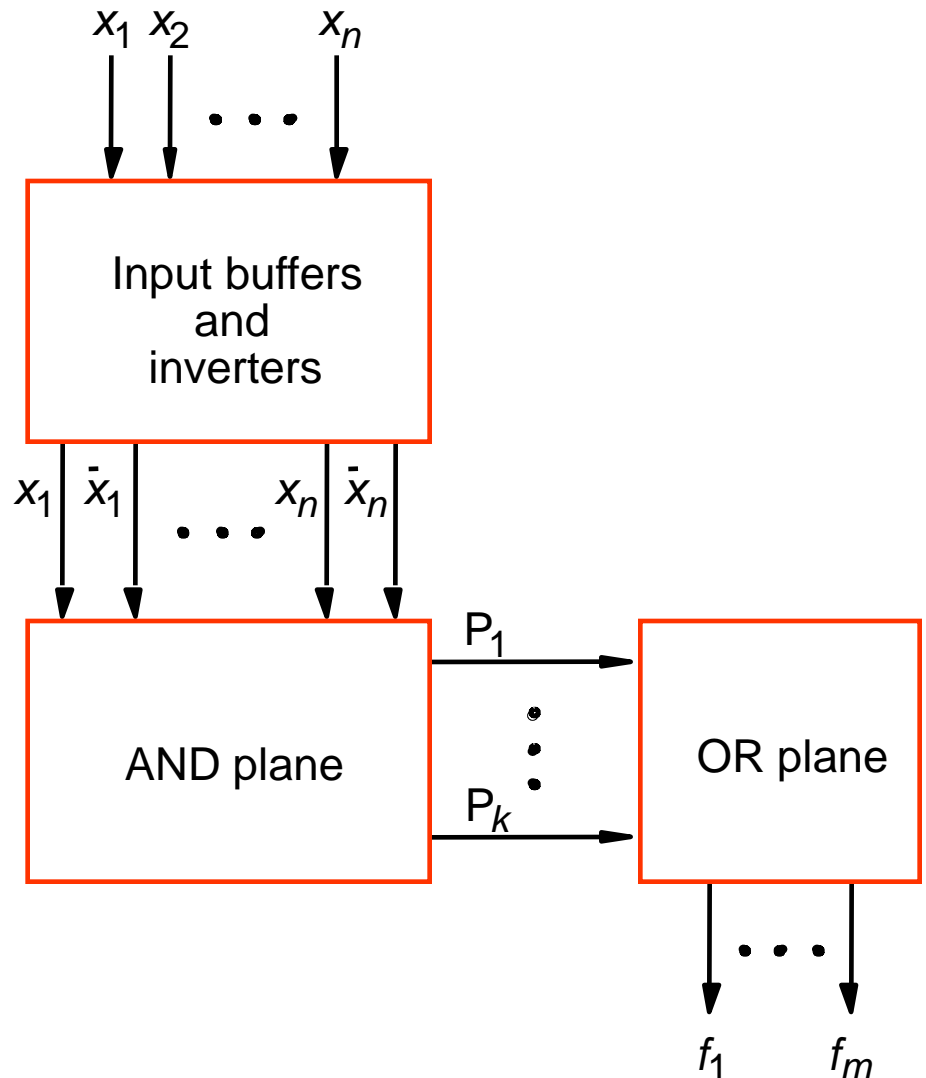 x1 x2 ... xn
Input buffers
and
inverters
x1 x̄1 ... xn x̄n
P1
AND plane
OR plane
Pk
f1 ... fm